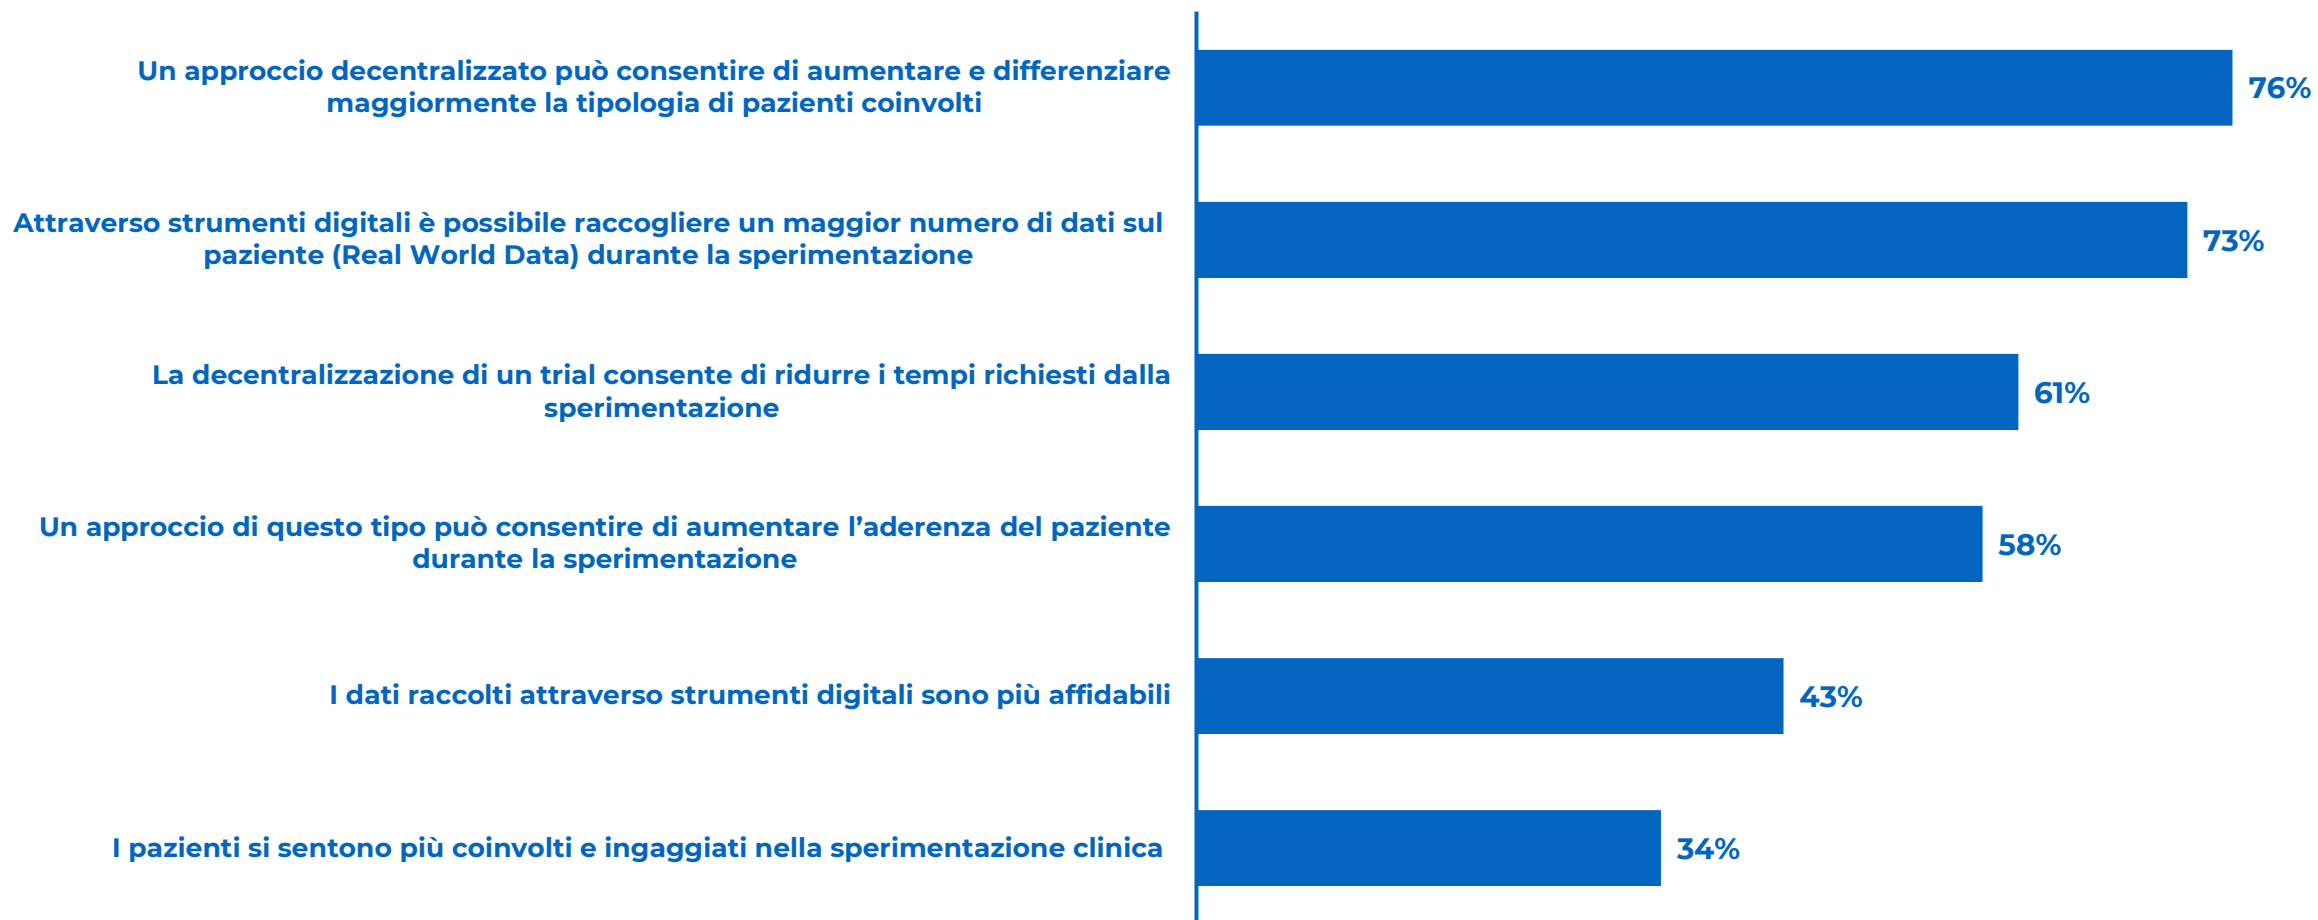 Un approccio decentralizzato può consentire di aumentare e differenziare
maggiormente la tipologia di pazienti coinvolti
76%
Attraverso strumenti digitali è possibile raccogliere un maggior numero di dati sul
paziente (Real World Data) durante la sperimentazione
73%
La decentralizzazione di un trial consente di ridurre i tempi richiesti dalla
sperimentazione
61%
Un approccio di questo tipo può consentire di aumentare l’aderenza del paziente
durante la sperimentazione
58%
I dati raccolti attraverso strumenti digitali sono più affidabili
43%
I pazienti si sentono più coinvolti e ingaggiati nella sperimentazione clinica
34%